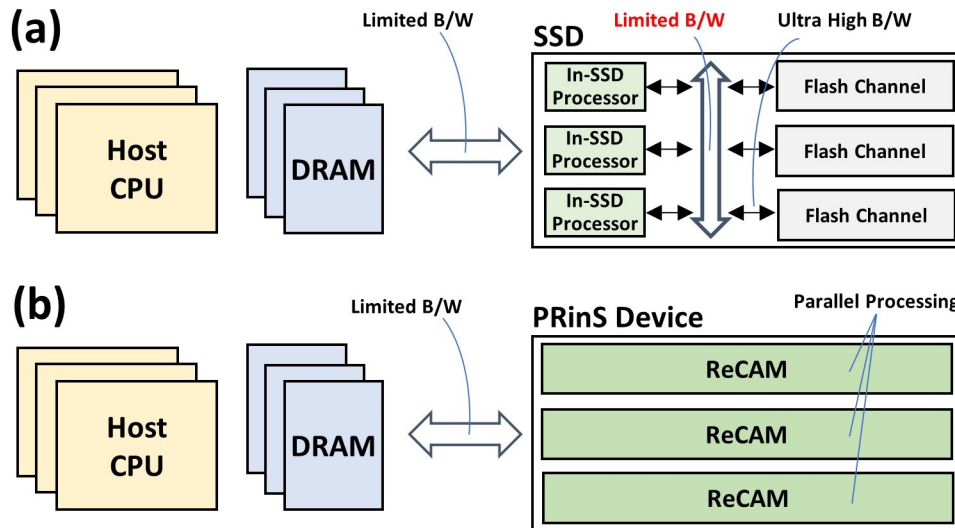 (a)
Limited B/W
Limited B/W
Ultra High B/W
SSD
Host
CPU
DRAM
In-SSD
Processor
In-SSD
Processor
In-SSD
Processor
Flash Channel
Flash Channel
Flash Channel
(b)
Limited B/W
Parallel Processing
PRinS Device
Host
CPU
DRAM
ReCAM
ReCAM
ReCAM